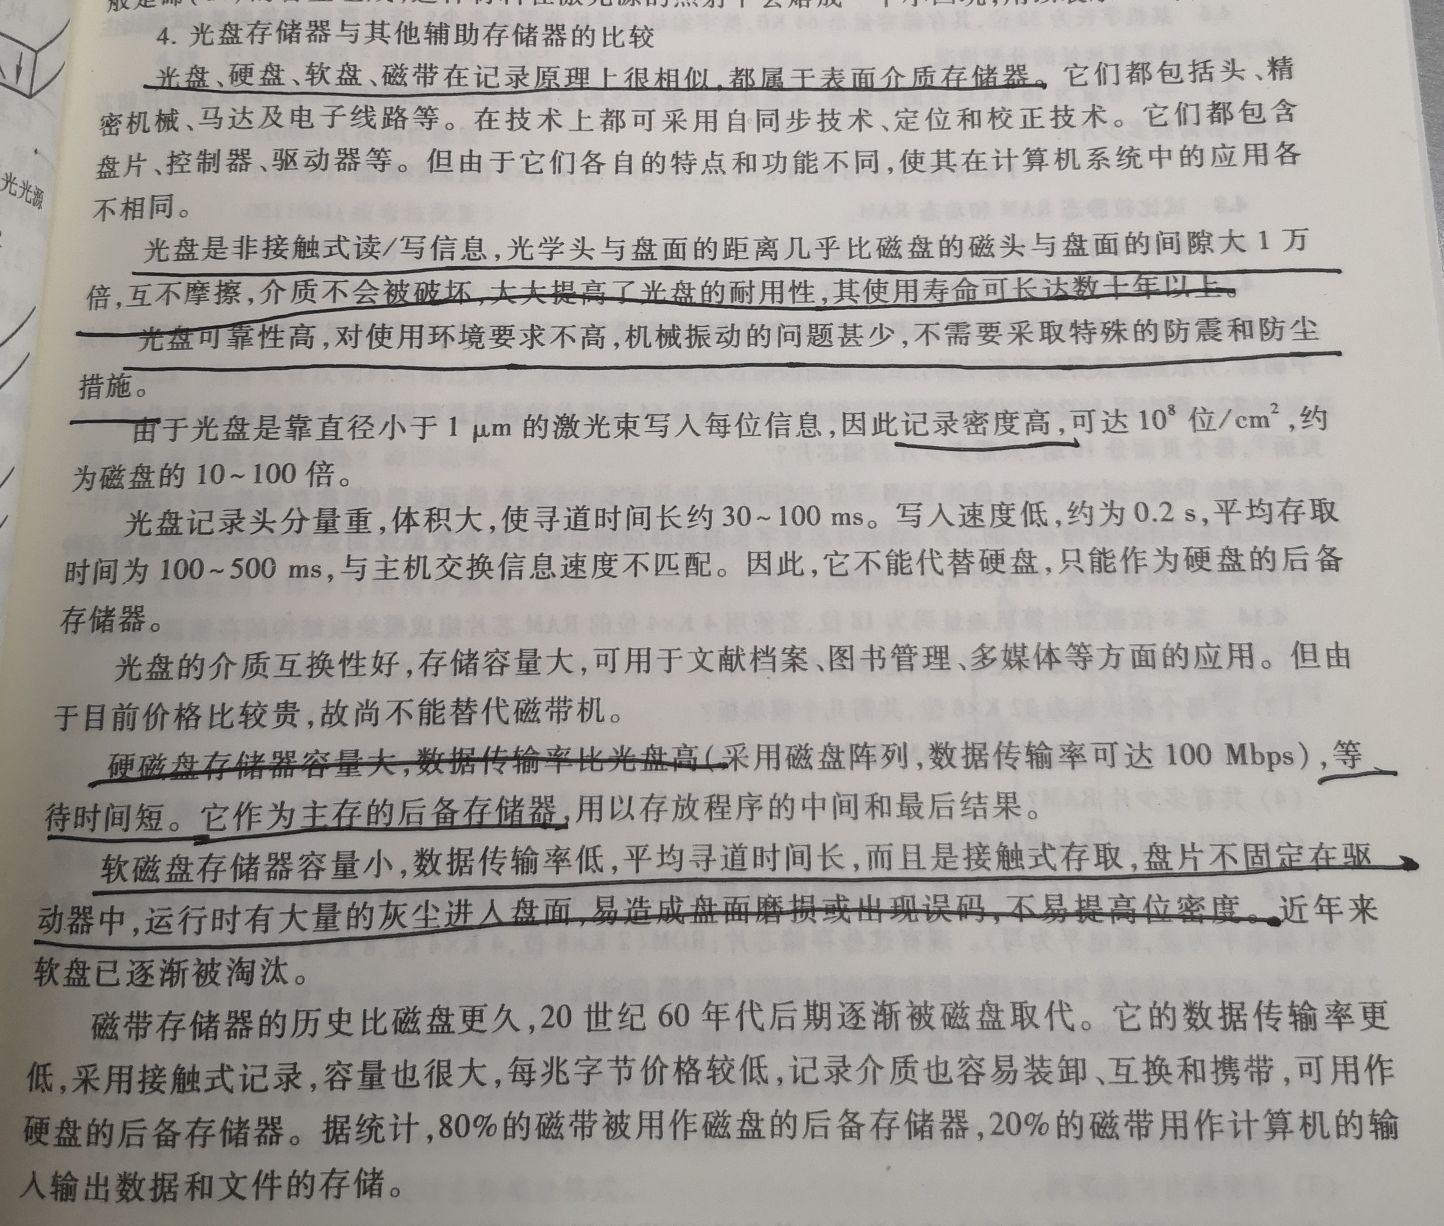 4. 光盘存储器与其他辅助存储器的比较
光盘、硬盘、软盘、磁带在记录原理上很相似,都属于表面介质存储器。它们都包括头、精
密机械、马达及电子线路等。在技术上都可采用自同步技术、定位和校正技术。它们都包含
盘片、控制器、驱动器等。但由于它们各自的特点和功能不同,使其在计算机系统中的应用各
不相同。
光光源
光盘是非接触式读/写信息,光学头与盘面的距离几乎比磁盘的磁头与盘面的间隙大 1 万
倍,互不摩擦,介质不会被破坏,大大提高了光盘的耐用性,其使用寿命可长达数十年以上。
光盘可靠性高,对使用环境要求不高,机械振动的问题甚少,不需要采取特殊的防震和防尘
措施。
由于光盘是靠直径小于 1 μm 的激光束写入每位信息,因此记录密度高,可达 10⁸ 位/cm²,约
为磁盘的 10~100 倍。
光盘记录头分量重,体积大,使寻道时间长约 30~100 ms。写入速度低,约为 0.2 s,平均存取
时间为 100~500 ms,与主机交换信息速度不匹配。因此,它不能代替硬盘,只能作为硬盘的后备
存储器。
光盘的介质互换性好,存储容量大,可用于文献档案、图书管理、多媒体等方面的应用。但由
于目前价格比较贵,故尚不能替代磁带机。
硬磁盘存储器容量大,数据传输率比光盘高(采用磁盘阵列,数据传输率可达 100 Mbps),等
待时间短。它作为主存的后备存储器,用以存放程序的中间和最后结果。
软磁盘存储器容量小,数据传输率低,平均寻道时间长,而且是接触式存取,盘片不固定在驱
动器中,运行时有大量的灰尘进入盘面,易造成盘面磨损或出现误码,不易提高位密度。近年来
软盘已逐渐被淘汰。
磁带存储器的历史比磁盘更久,20 世纪 60 年代后期逐渐被磁盘取代。它的数据传输率更
低,采用接触式记录,容量也很大,每兆字节价格较低,记录介质也容易装卸、互换和携带,可用作
硬盘的后备存储器。据统计,80%的磁带被用作磁盘的后备存储器,20%的磁带用作计算机的输
入输出数据和文件的存储。